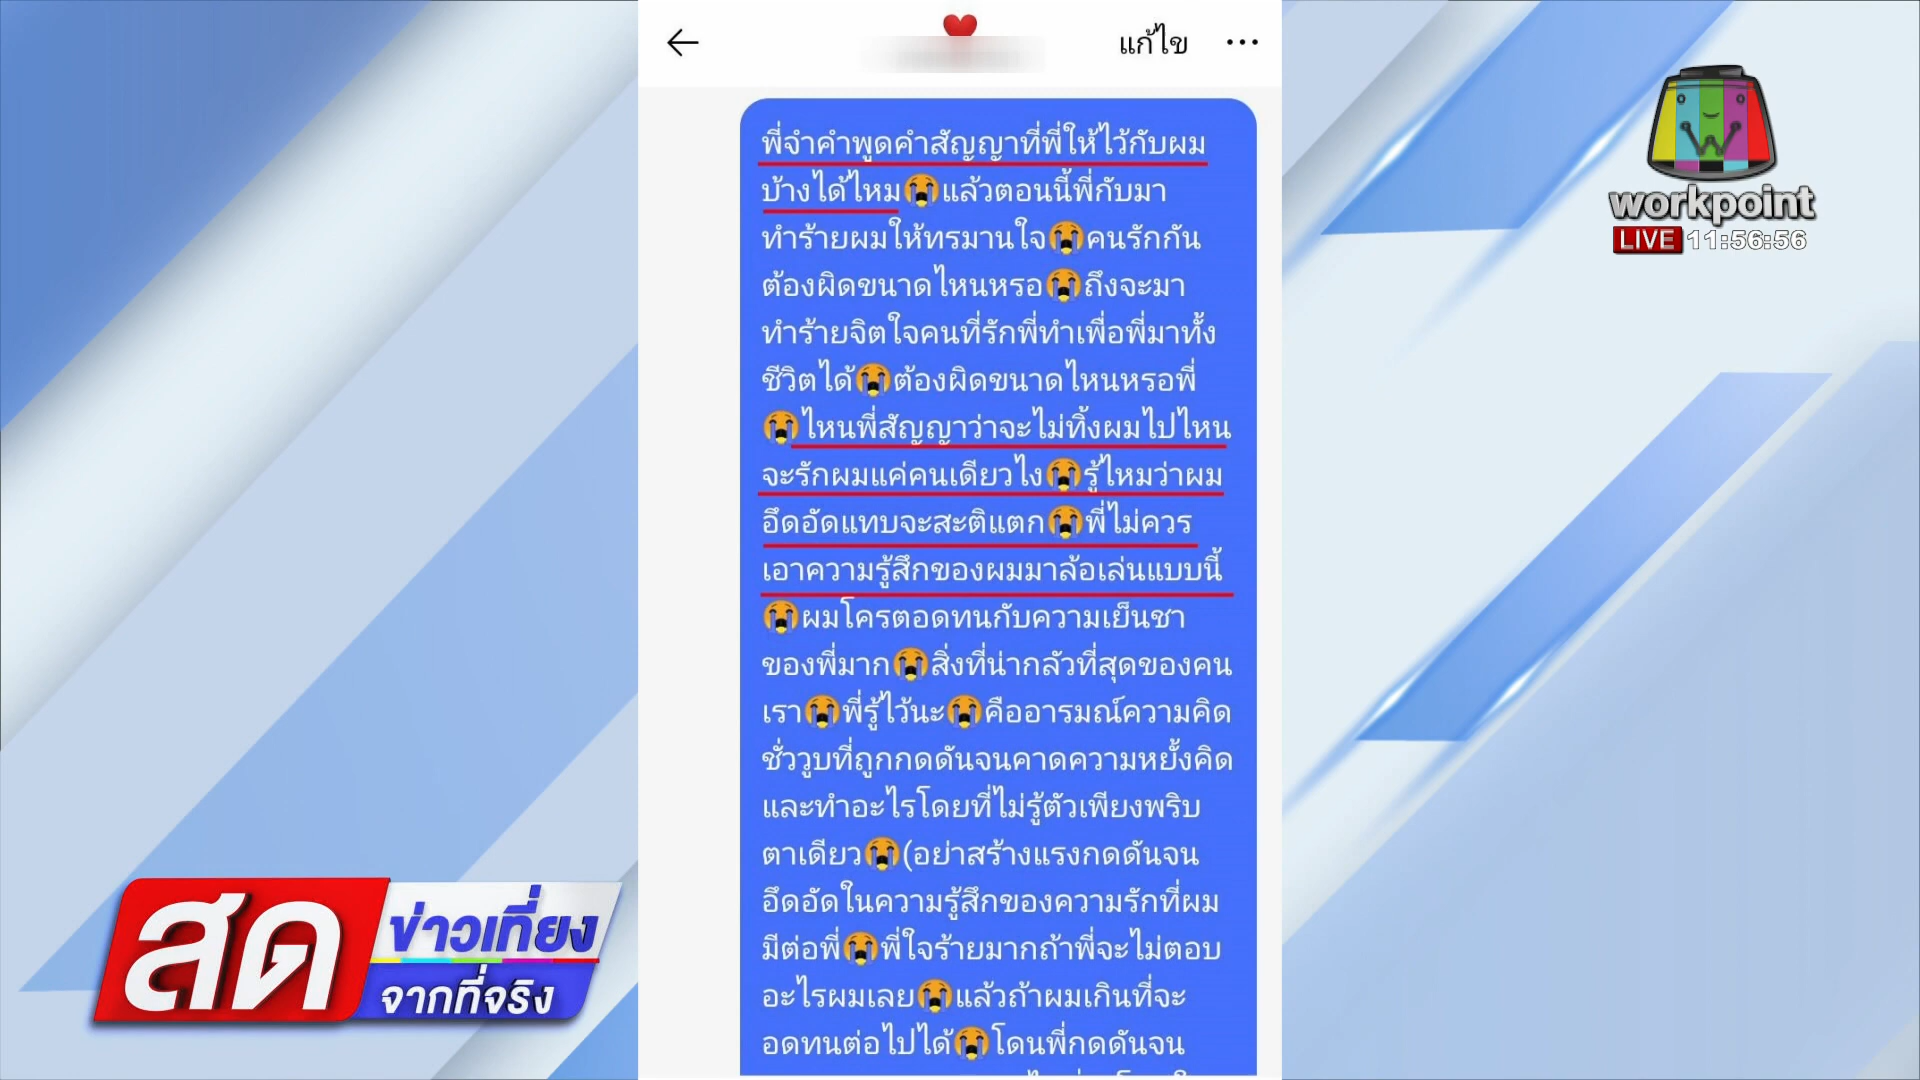 แก้ไข
พี่จำคำพูดคำสัญญาที่พี่ให้ไว้กับผม
บ้างได้ไหม😭แล้วตอนนี้พี่กับมา
ทำร้ายผมให้ทรมานใจ😭คนรักกัน
ต้องผิดขนาดไหนหรอ😭ถึงจะมา
ทำร้ายจิตใจคนที่รักพี่ทำเพื่อพี่มาทั้ง
ชีวิตได้😭ต้องผิดขนาดไหนหรอพี่
😭ไหนพี่สัญญาว่าจะไม่ทิ้งผมไปไหน
จะรักผมแค่คนเดียวไง😭รู้ไหมว่าผม
อึดอัดแทบจะสะติแตก😭พี่ไม่ควร
เอาความรู้สึกของผมมาล้อเล่นแบบนี้
😭ผมโครตอดทนกับความเย็นชา
ของพี่มาก😭สิ่งที่น่ากลัวที่สุดของคน
เรา😭พี่รู้ไว้นะ😭คืออารมณ์ความคิด
ชั่ววูบที่ถูกกดดันจนคาดความหยั้งคิด
และทำอะไรโดยที่ไม่รู้ตัวเพียงพริบ
ตาเดียว😭(อย่าสร้างแรงกดดันจน
อึดอัดในความรู้สึกของความรักที่ผม
มีต่อพี่😭พี่ใจร้ายมากถ้าพี่จะไม่ตอบ
อะไรผมเลย😭แล้วถ้าผมเกินที่จะ
อดทนต่อไปได้😭โดนพี่กดดันจน
workpoint
LIVE 11:56:56
สด
ข่าวเที่ยง
จากที่จริง